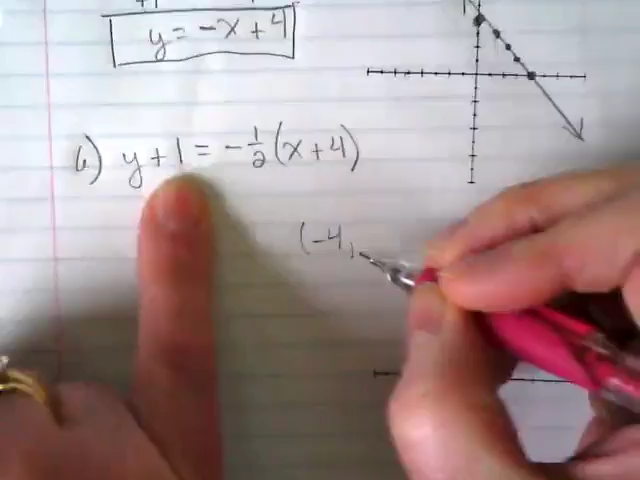 y = -x + 4
6) y + 1 = -½(x + 4)
(-4,